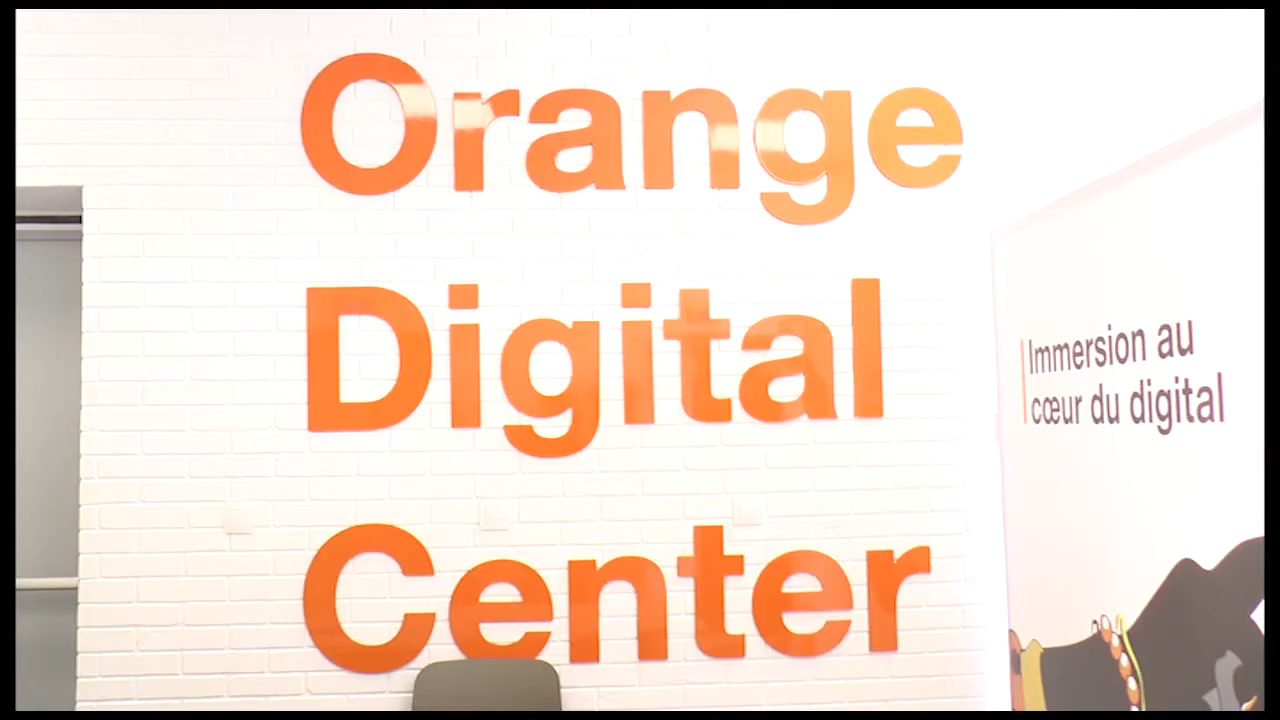 Orange
Digital
Center
Immersion au
cœur du digital